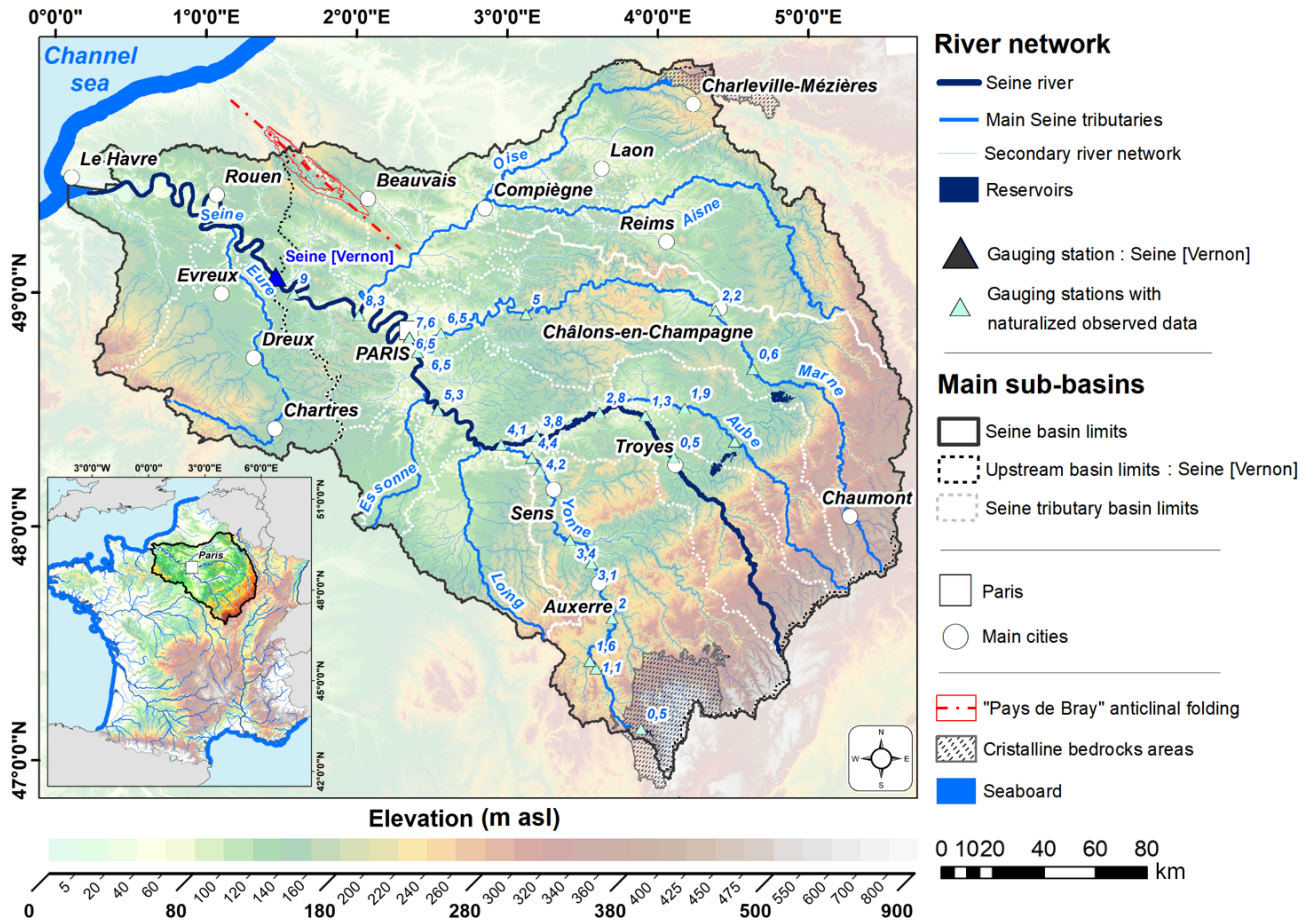 0°0'0" 1°0'0"E 2°0'0"E 3°0'0"E 4°0'0"E 5°0'0"E
49°0'0"N
48°0'0"N
47°0'0"N
Channel
sea
Le Havre
Rouen
Seine
Beauvais
Evreux
Eure
Seine [Vernon]
9
8,3
Dreux
Chartres
PARIS
7,6
6,5
6,5
6,5
5
5,3
Oise
Compiègne
Laon
Charleville-Mézières
Reims
Aisne
2,2
Châlons-en-Champagne
0,6
Marne
4,1
3,8
4,4
4,2
2,8
1,3
1,9
Aube
Troyes
0,5
Chaumont
Essonne
Sens
Yonne
3,4
3,1
Loing
Auxerre
2
1,6
1,1
0,5
N
W E
S
3°00'0"W 0°00'0" 3°00'0"E 6°00'0"E
51°0'0"N
48°0'0"N
45°0'0"N
42°0'0"N
Paris
River network
Seine river
Main Seine tributaries
Secondary river network
Reservoirs
Gauging station : Seine [Vernon]
Gauging stations with
naturalized observed data
Main sub-basins
Seine basin limits
Upstream basin limits : Seine [Vernon]
Seine tributary basin limits
Paris
Main cities
"Pays de Bray" anticlinal folding
Cristalline bedrocks areas
Seaboard
0 10 20 40 60 80
km
Elevation (m asl)
5 20 40 60 100 120 140 160 200 220 240 260 300 320 340 360 400 425 450 475 550 600 700 800
0 80 180 280 380 500 900